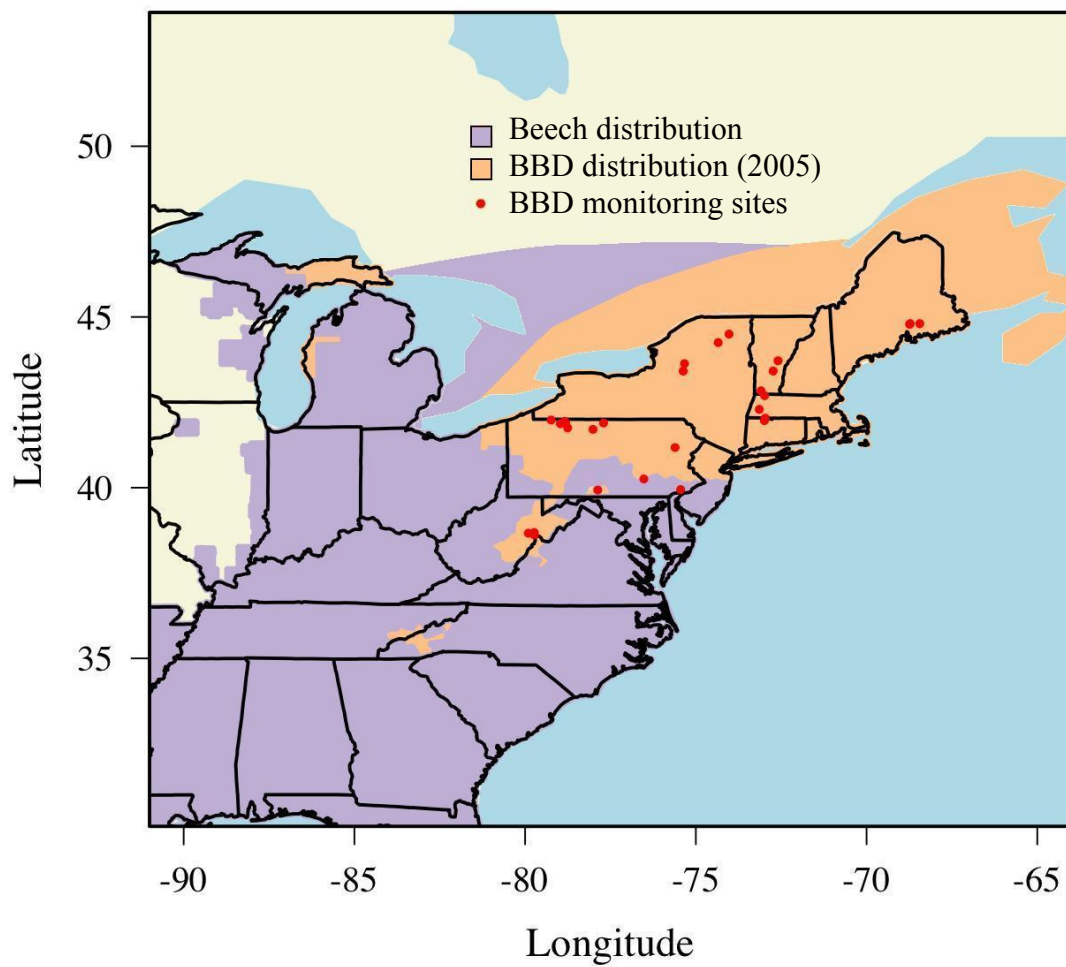 Beech distribution
BBD distribution (2005)
BBD monitoring sites
50
45
40
35
Latitude
-90 -85 -80 -75 -70 -65
Longitude